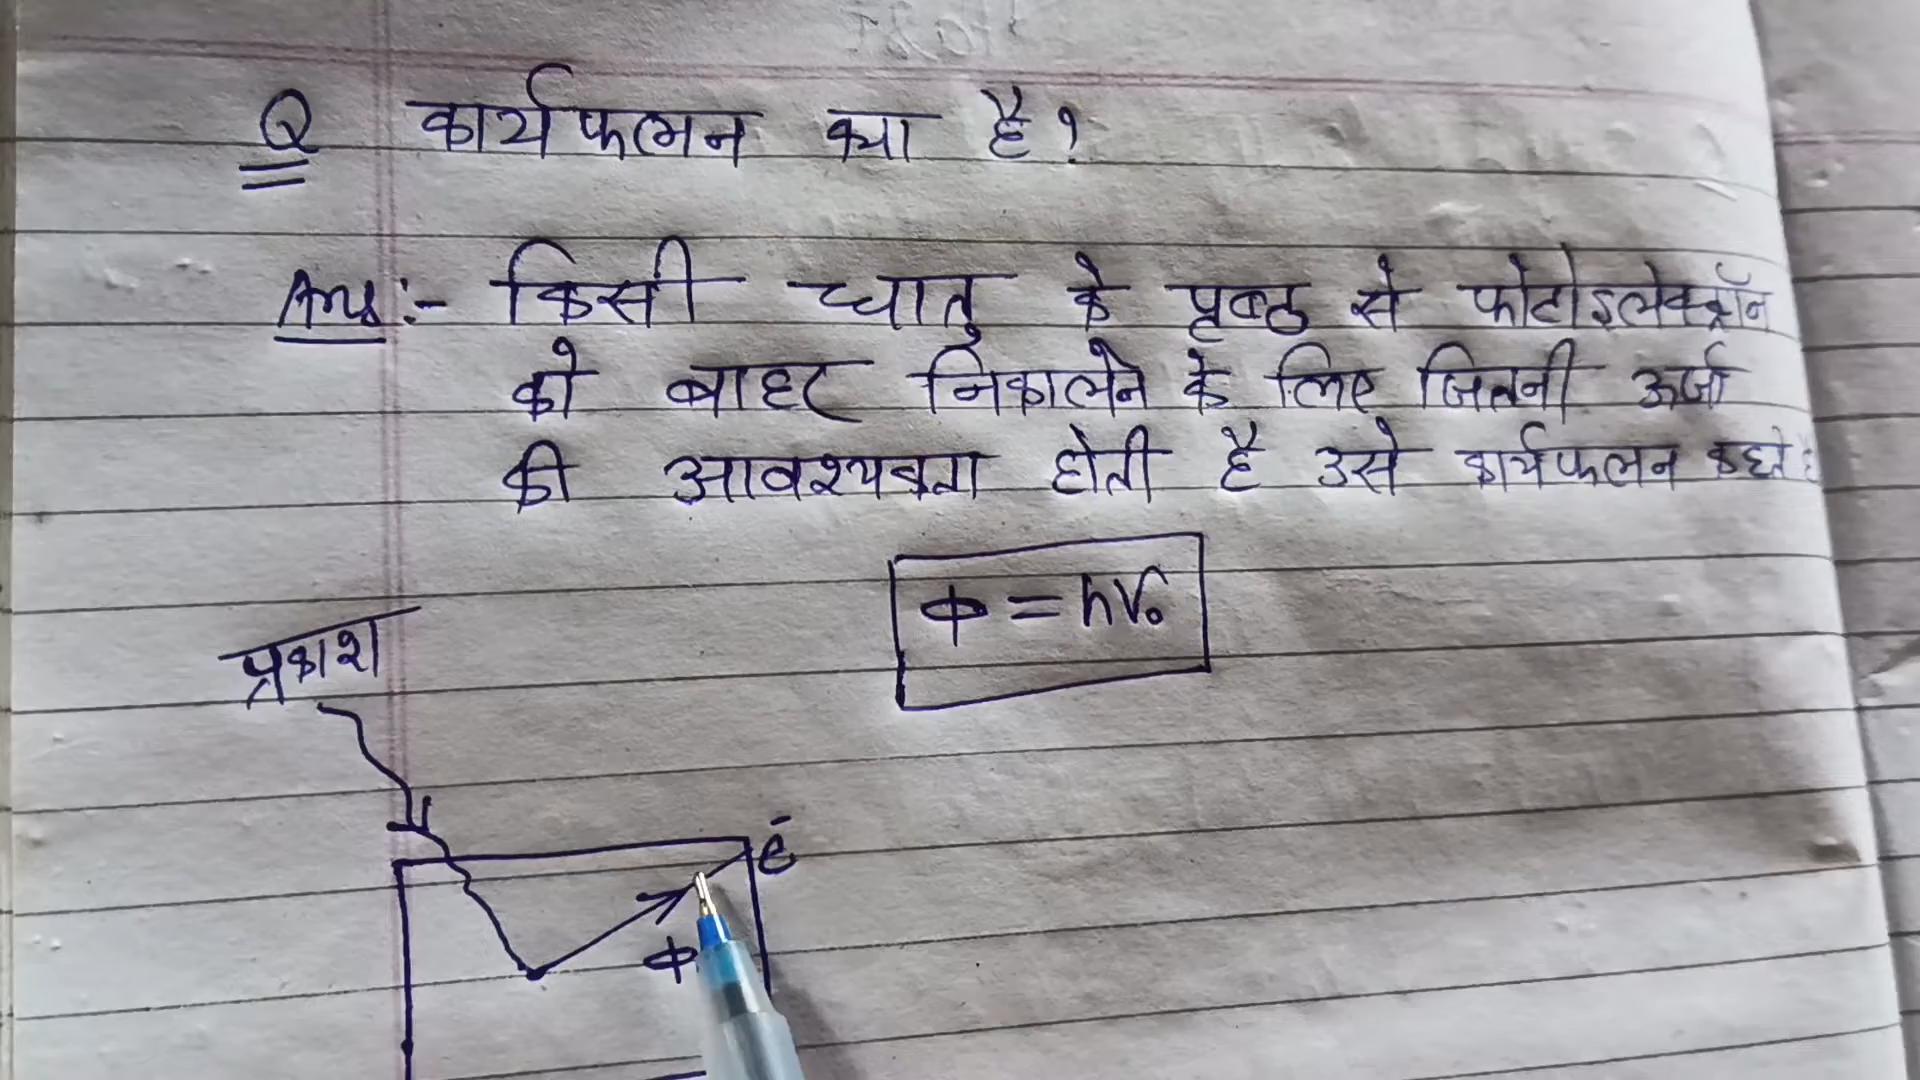 Q कार्यफलन क्या है?
Ans:- किसी धातु के पृष्ठ से फोटोइलेक्ट्रॉन
को बाहर निकालने के लिए जितनी ऊर्जा
की आवश्यकता होती है उसे कार्यफलन कहते है
ϕ = hν₀
प्रकाश
e⁻
ϕ